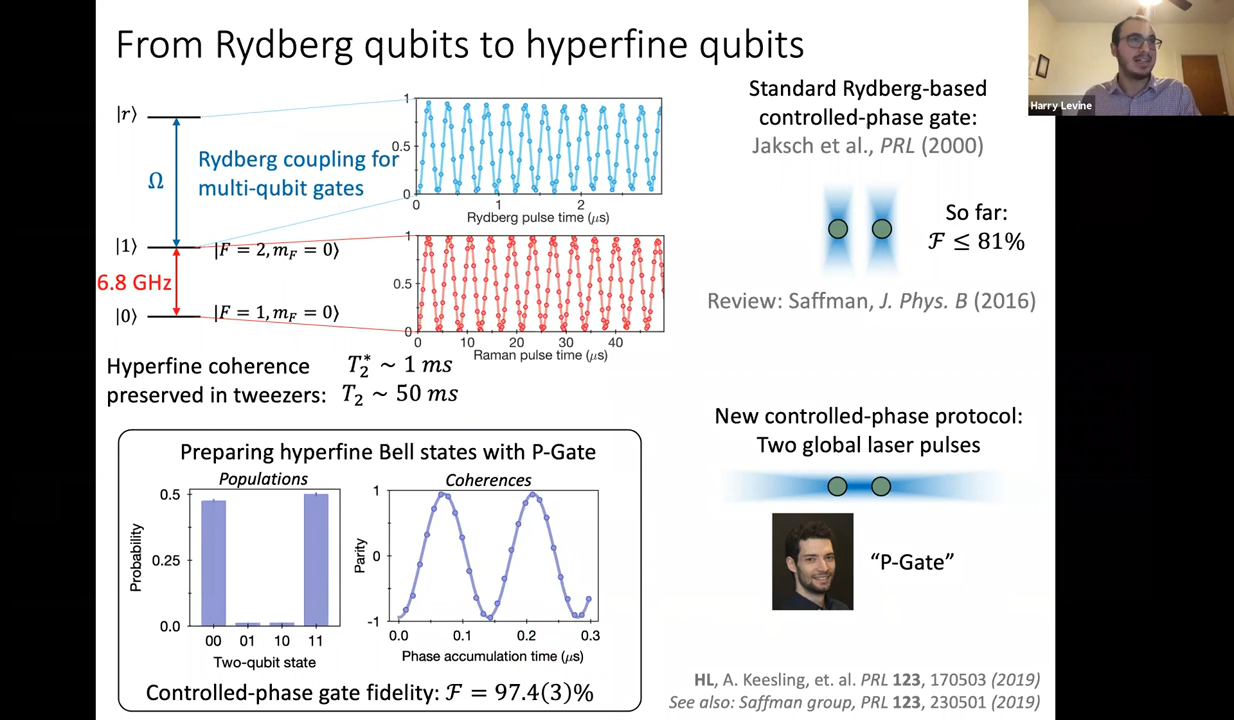 From Rydberg qubits to hyperfine qubits
Harry Levine
|r⟩
Ω
Rydberg coupling for
multi-qubit gates
|1⟩
|F = 2, m_F = 0⟩
6.8 GHz
|0⟩
|F = 1, m_F = 0⟩
1
0.5
0
0
1
2
Rydberg pulse time (μs)
1
0.5
0
0
10
20
30
40
Raman pulse time (μs)
Hyperfine coherence
preserved in tweezers:
T₂* ~ 1 ms
T₂ ~ 50 ms
Preparing hyperfine Bell states with P-Gate
Populations
0.5
0.25
0.0
Probability
00
01
10
11
Two-qubit state
Coherences
1
0
-1
Parity
0.0
0.1
0.2
0.3
Phase accumulation time (μs)
Controlled-phase gate fidelity: ℱ = 97.4(3)%
Standard Rydberg-based
controlled-phase gate:
Jaksch et al., PRL (2000)
So far:
ℱ ≤ 81%
Review: Saffman, J. Phys. B (2016)
New controlled-phase protocol:
Two global laser pulses
“P-Gate”
HL, A. Keesling, et. al. PRL 123, 170503 (2019)
See also: Saffman group, PRL 123, 230501 (2019)